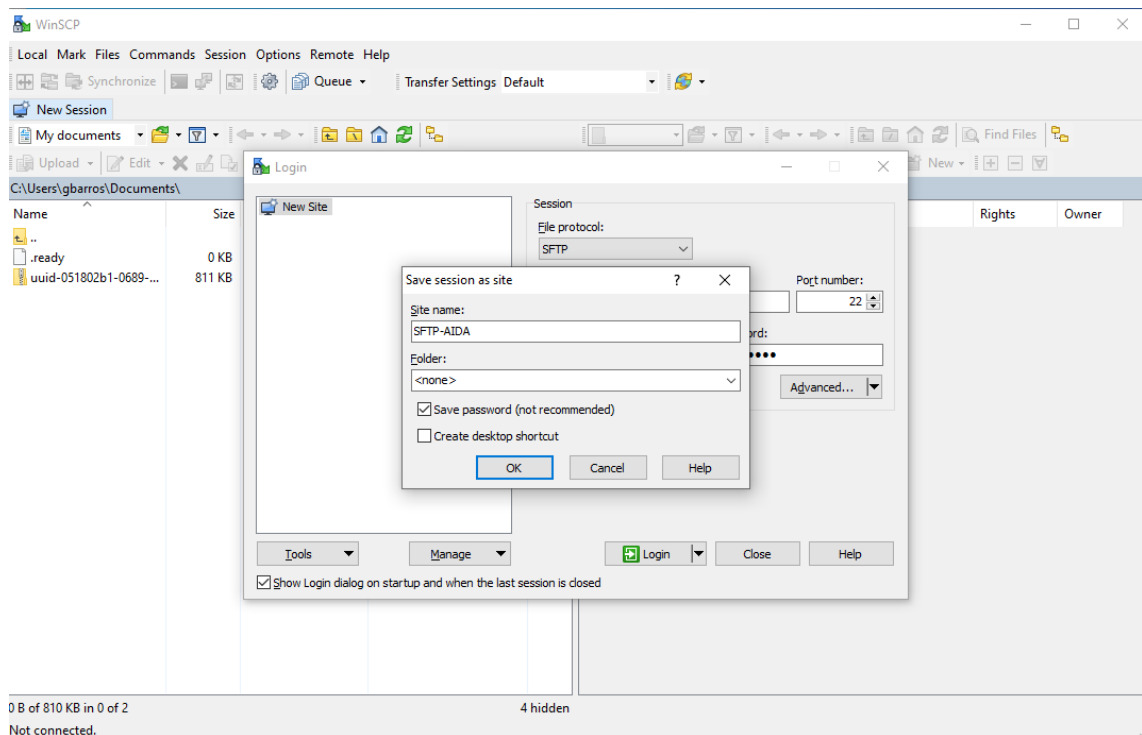 WinSCP
Local Mark Files Commands Session Options Remote Help
Synchronize Queue Transfer Settings Default
New Session
My documents Find Files
Upload Edit New
C:\Users\gbarros\Documents\
Name Size Rights Owner
..
.ready 0 KB
uuid-051802b1-0689-... 811 KB
Login
New Site
Session
File protocol:
SFTP
Port number:
22
ord:
Advanced...
Save session as site ?
Site name:
SFTP-AIDA
Folder:
<none>
Save password (not recommended)
Create desktop shortcut
OK Cancel Help
Tools Manage Login Close Help
Show Login dialog on startup and when the last session is closed
0 B of 810 KB in 0 of 2 4 hidden
Not connected.